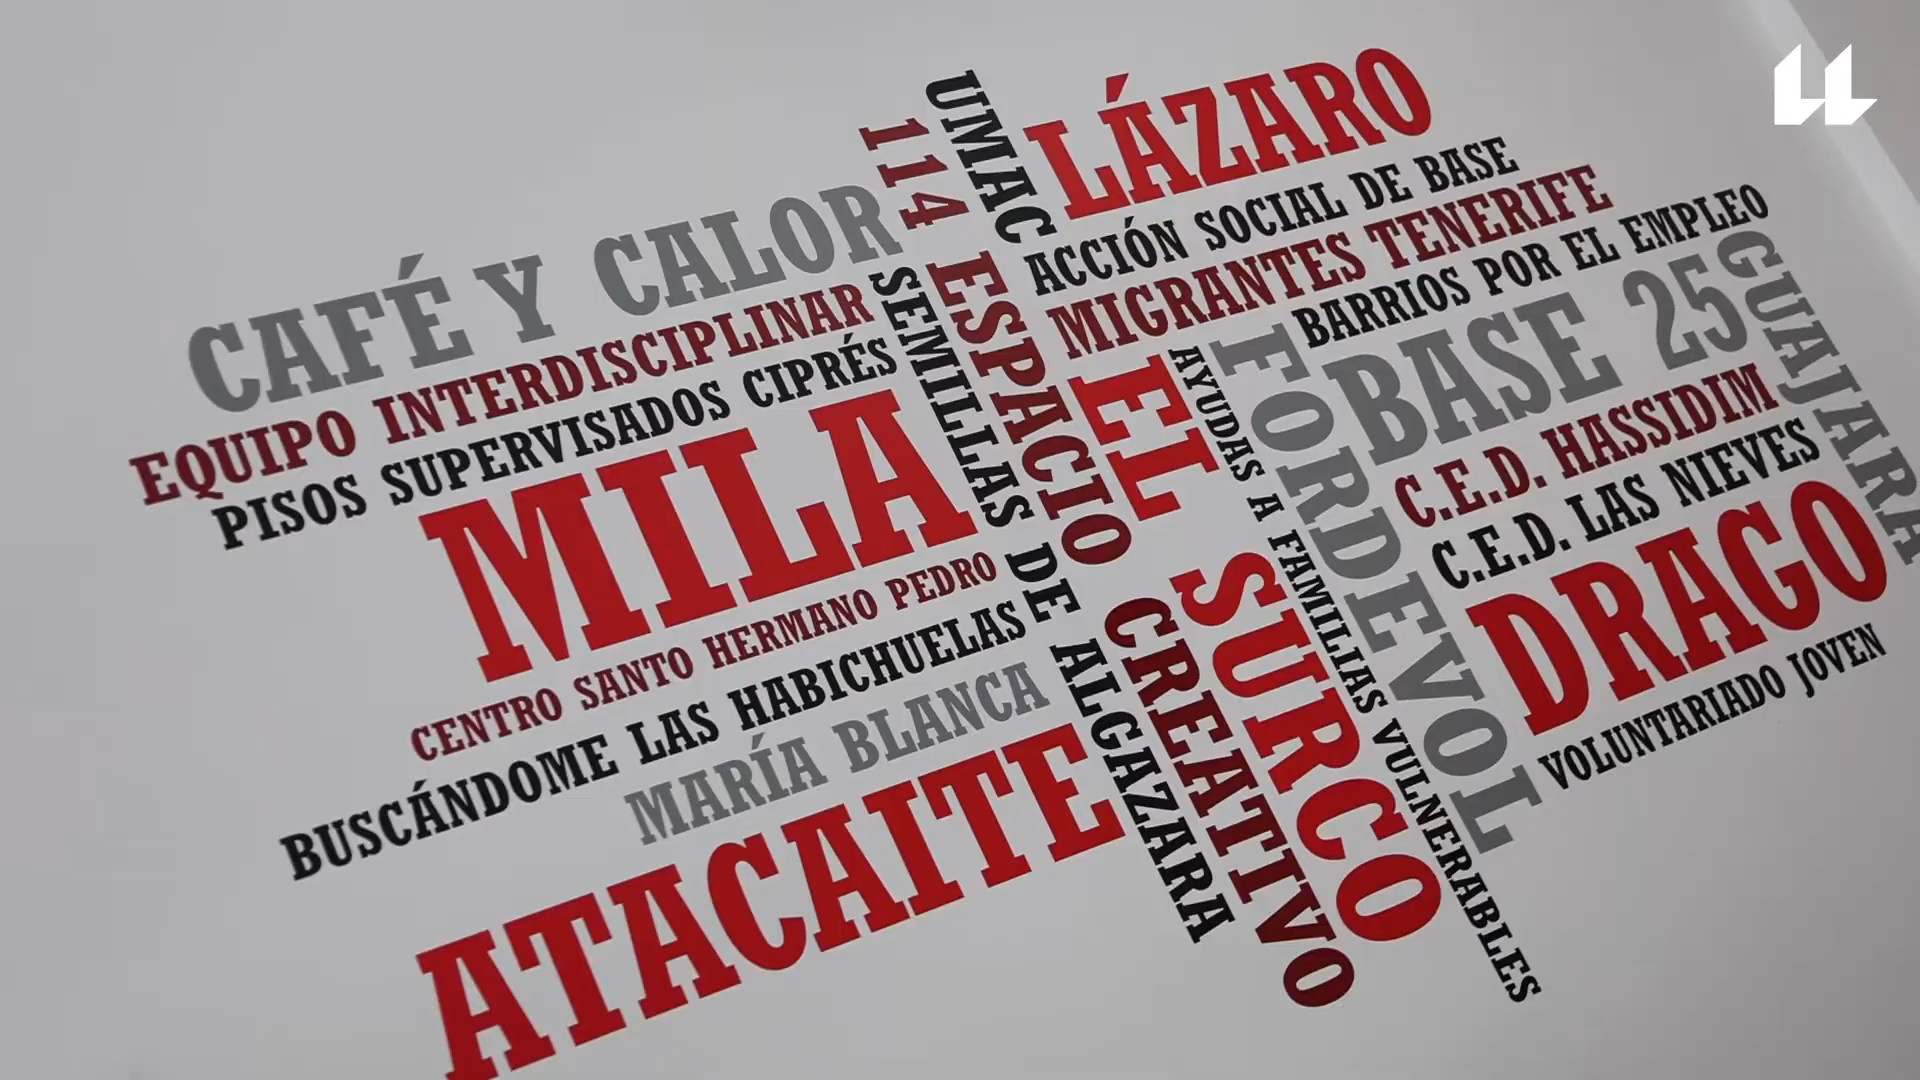 LÁZARO
UMAC
114 ESPACIO CREATIVO
ACCIÓN SOCIAL DE BASE
MIGRANTES TENERIFE
BARRIOS POR EL EMPLEO
CAFÉ Y CALOR
EQUIPO INTERDISCIPLINAR
PISOS SUPERVISADOS CIPRÉS
SEMILLAS DE ALGAZARA
MILA
EL SURCO
AYUDAS A FAMILIAS VULNERABLES
FORDEVOL
BASE 25
GUAJARA
C.E.D. HASSIDIM
C.E.D. LAS NIEVES
DRAGO
VOLUNTARIADO JOVEN
CENTRO SANTO HERMANO PEDRO
BUSCÁNDOME LAS HABICHUELAS
MARÍA BLANCA
ATACAITE